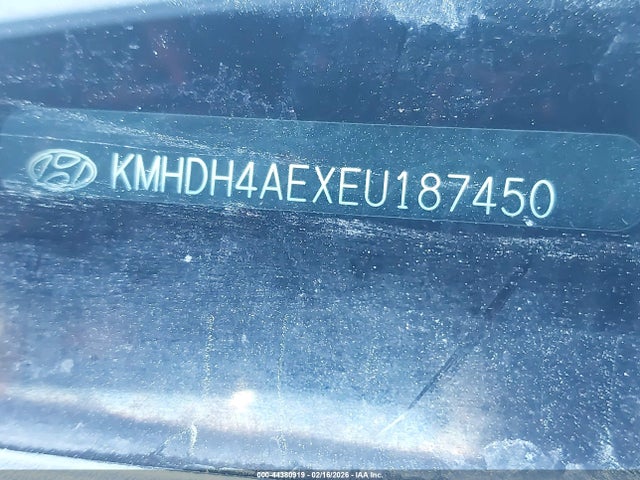 KMHDH4AEXEU187450
000-44380919 - 02/16/2026 - IAA Inc.